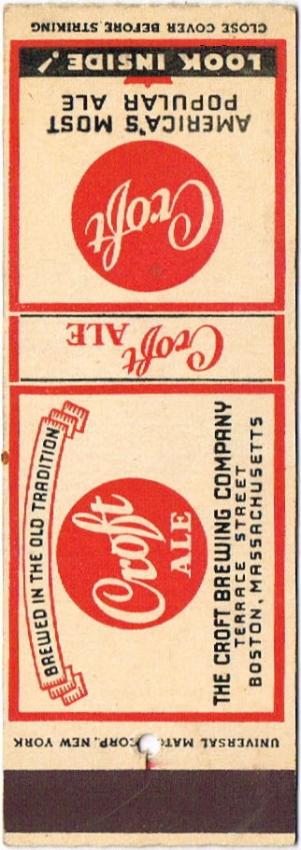 CLOSE COVER BEFORE STRIKING
LOOK INSIDE!
AMERICA'S MOST
POPULAR ALE
Croft
Croft
ALE
BREWED IN THE OLD TRADITION
Croft
ALE
THE CROFT BREWING COMPANY
TERRACE STREET
BOSTON, MASSACHUSETTS
UNIVERSAL CORP., NEW YORK